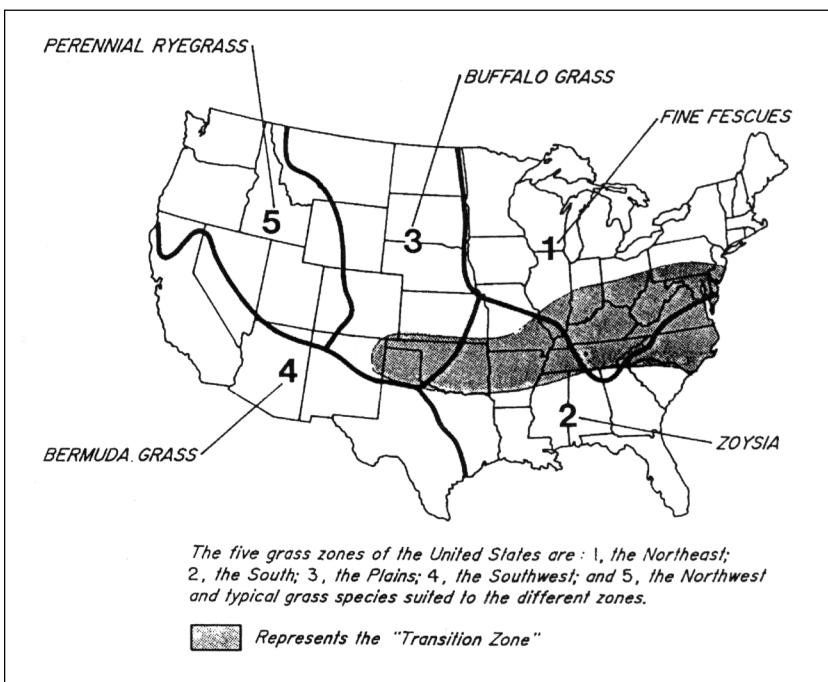 PERENNIAL RYEGRASS
BUFFALO GRASS
FINE FESCUES
5
3
1
4
2
BERMUDA. GRASS
ZOYSIA
The five grass zones of the United States are : 1, the Northeast;
2, the South; 3, the Plains; 4, the Southwest; and 5, the Northwest
and typical grass species suited to the different zones.
Represents the "Transition Zone"